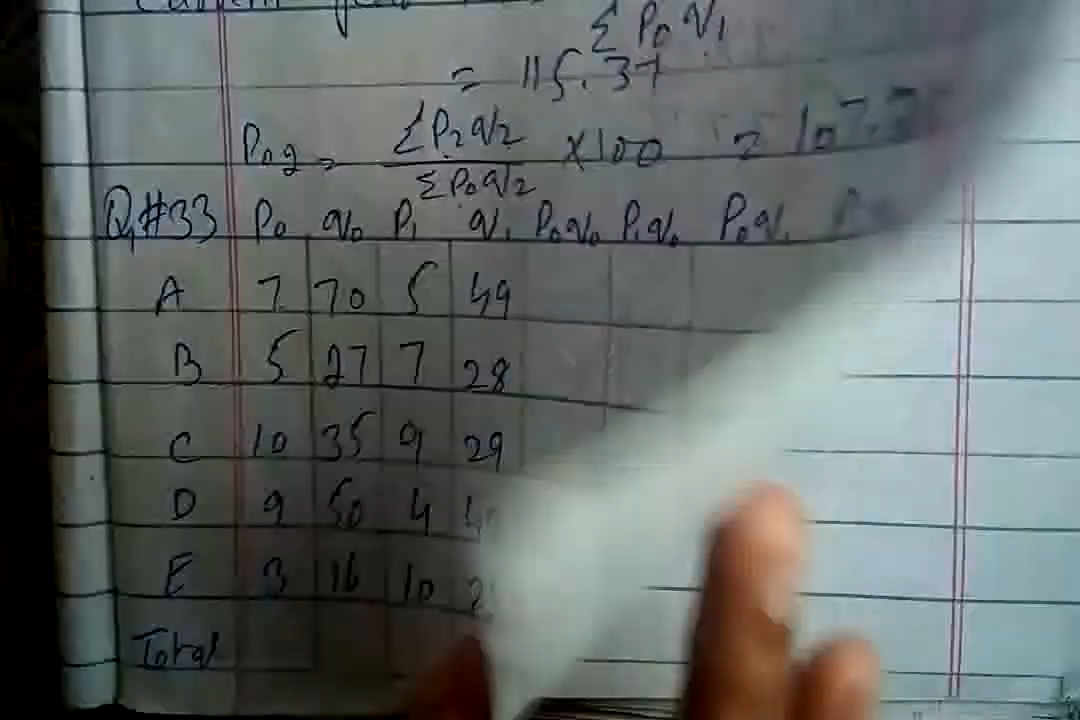 Σ P₀ q₁
= 115.37
P₀₂ = Σ P₂ q₂ / Σ P₀ q₂ × 100 =
Q#33 P₀ q₀ P₁ q₁ P₀q₀ P₁q₀ P₀q₁
A 7 70 5 49
B 5 27 7 28
C 10 35 9 29
D 9 50 4
E 3 16 10
Total